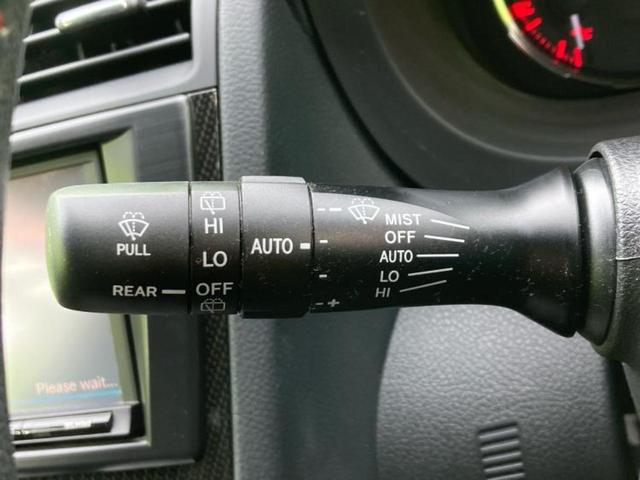 PULL
REAR
HI
LO
OFF
AUTO
- +
MIST
OFF
AUTO
LO
HI
Please wait...